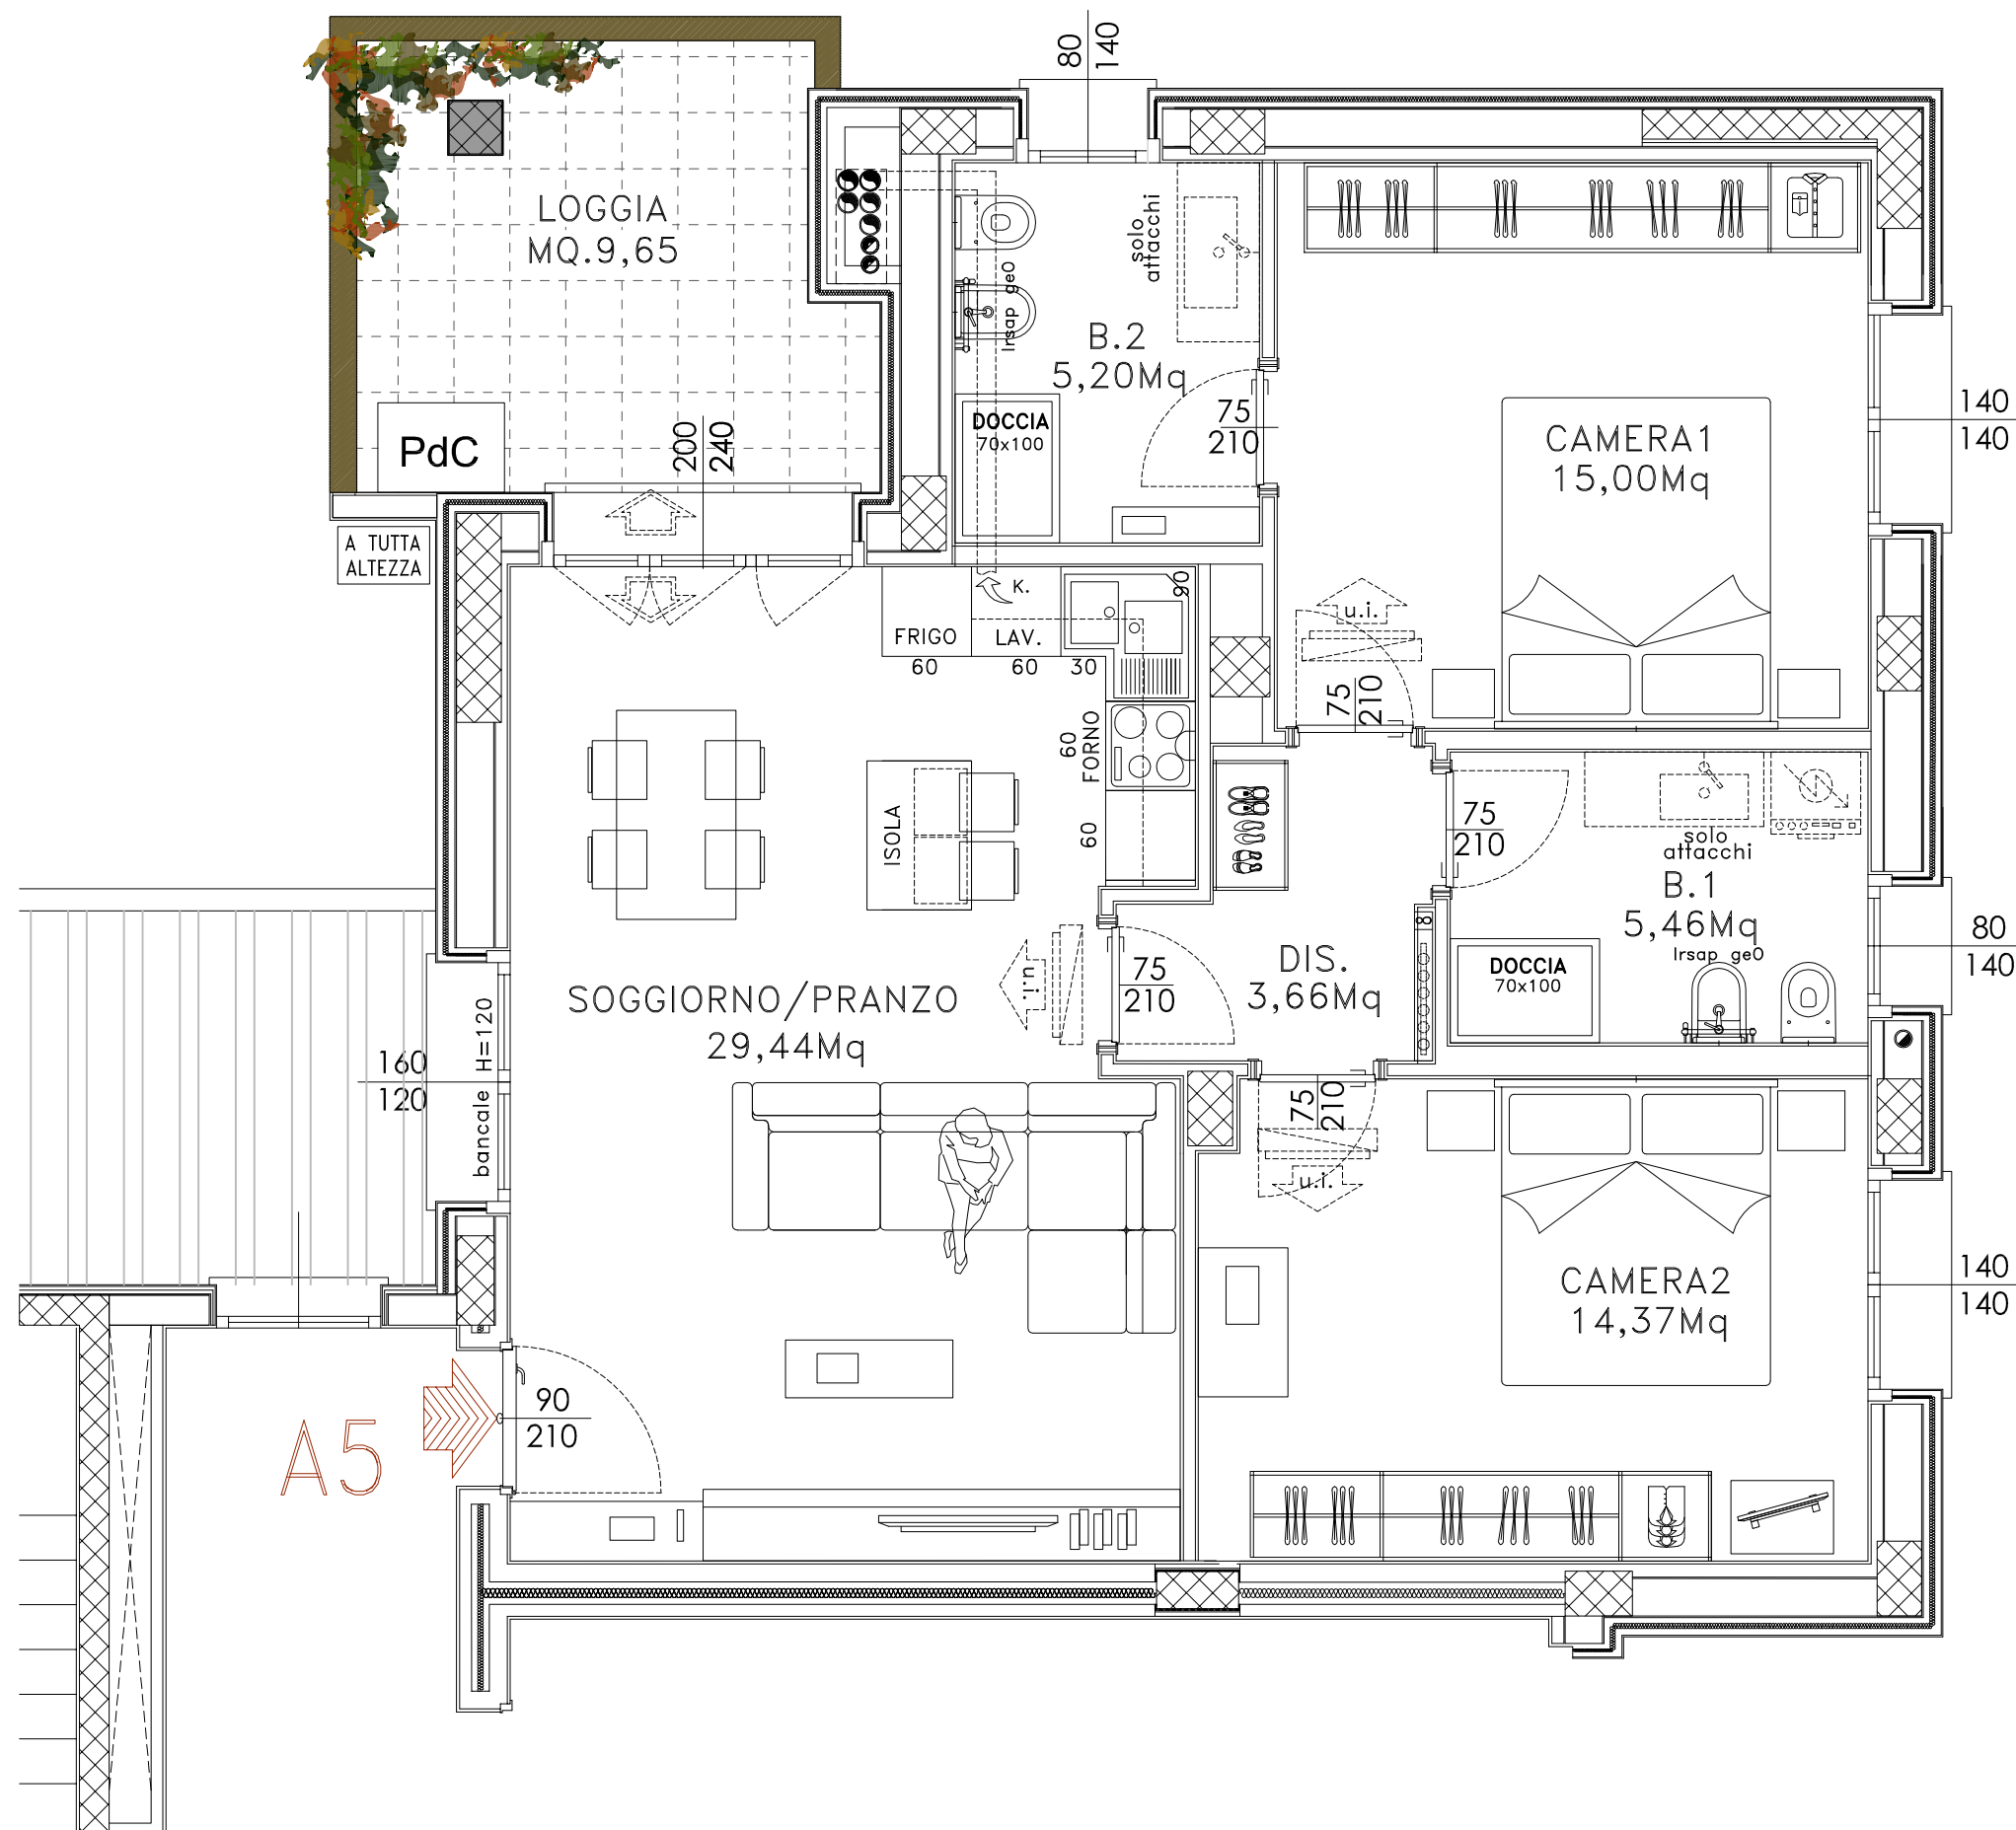 80
140
LOGGIA
MQ.9,65
solo
attacchi
Irsap ge0
B.2
5,20Mq
DOCCIA
70x100
75
210
CAMERA1
15,00Mq
140
140
PdC
200
240
A TUTTA
ALTEZZA
K.
90
FRIGO
LAV.
60
60
30
u.i.
75
210
60
FORNO
60
ISOLA
75
210
solo
attacchi
B.1
5,46Mq
Irsap ge0
DOCCIA
70x100
80
140
8
DIS.
3,66Mq
75
210
u.i.
SOGGIORNO/PRANZO
29,44Mq
160
120
bancale H=120
75
210
u.i.
CAMERA2
14,37Mq
140
140
A5
90
210